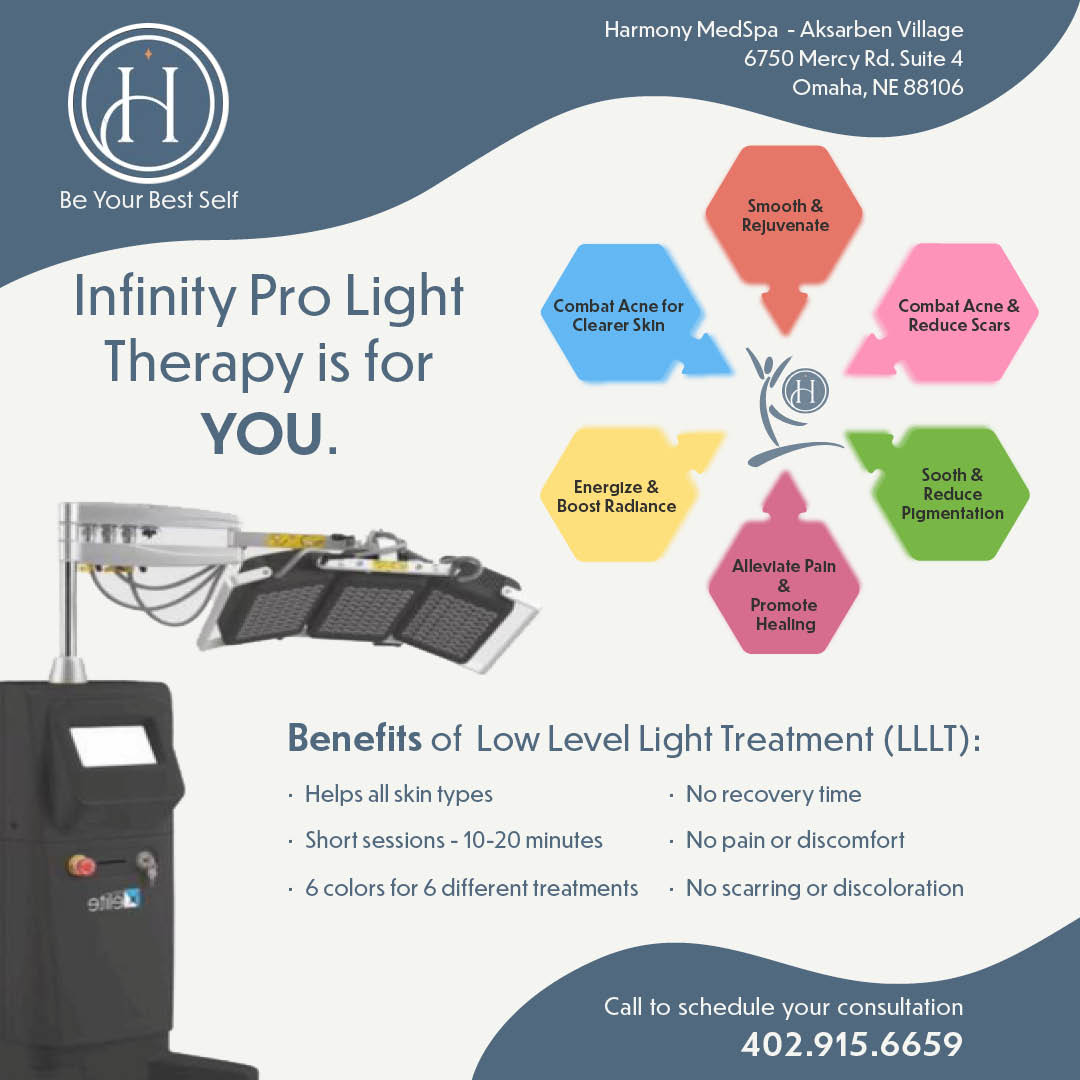 H
Be Your Best Self
Harmony MedSpa - Aksarben Village
6750 Mercy Rd. Suite 4
Omaha, NE 88106
Infinity Pro Light
Therapy is for
YOU.
Smooth &
Rejuvenate
Combat Acne for
Clearer Skin
Combat Acne &
Reduce Scars
H
Energize &
Boost Radiance
Sooth &
Reduce
Pigmentation
Alleviate Pain
&
Promote
Healing
elite
Benefits of Low Level Light Treatment (LLLT):
· Helps all skin types
· Short sessions - 10-20 minutes
· 6 colors for 6 different treatments
· No recovery time
· No pain or discomfort
· No scarring or discoloration
Call to schedule your consultation
402.915.6659